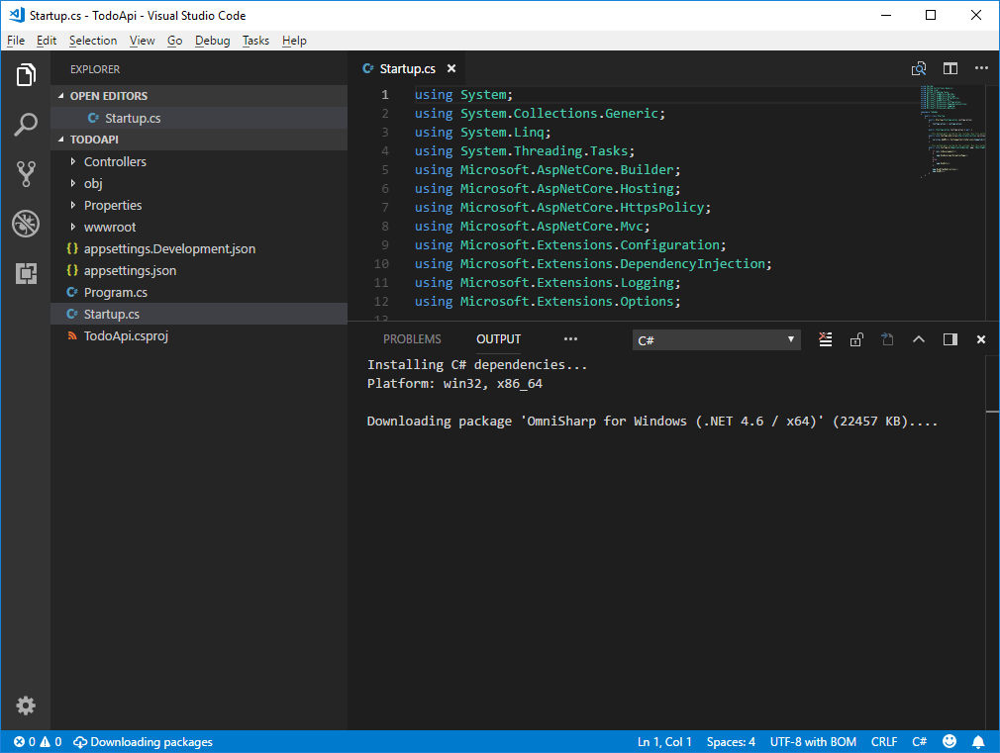 Startup.cs - TodoApi - Visual Studio Code
File Edit Selection View Go Debug Tasks Help
EXPLORER
OPEN EDITORS
C# Startup.cs
TODOAPI
Controllers
obj
Properties
wwwroot
{} appsettings.Development.json
{} appsettings.json
C# Program.cs
C# Startup.cs
TodoApi.csproj
C# Startup.cs
1 using System;
2 using System.Collections.Generic;
3 using System.Linq;
4 using System.Threading.Tasks;
5 using Microsoft.AspNetCore.Builder;
6 using Microsoft.AspNetCore.Hosting;
7 using Microsoft.AspNetCore.HttpsPolicy;
8 using Microsoft.AspNetCore.Mvc;
9 using Microsoft.Extensions.Configuration;
10 using Microsoft.Extensions.DependencyInjection;
11 using Microsoft.Extensions.Logging;
12 using Microsoft.Extensions.Options;
13
PROBLEMS OUTPUT ... C#
Installing C# dependencies...
Platform: win32, x86_64
Downloading package 'OmniSharp for Windows (.NET 4.6 / x64)' (22457 KB)....
0 0 Downloading packages Ln 1, Col 1 Spaces: 4 UTF-8 with BOM CRLF C#